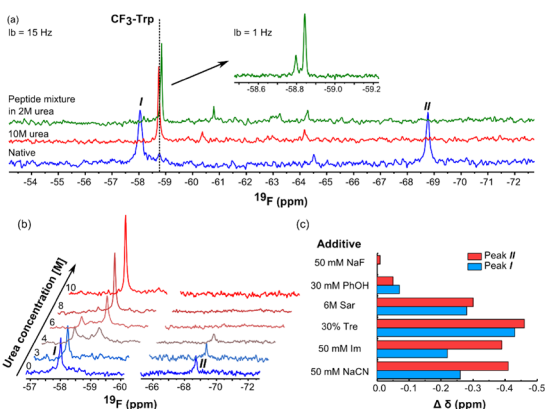 (a)
CF3-Trp
lb = 15 Hz
lb = 1 Hz
-58.6 -58.8 -59.0 -59.2
I
II
Peptide mixture
in 2M urea
10M urea
Native
-54 -55 -56 -57 -58 -59 -60 -61 -62 -63 -64 -65 -66 -67 -68 -69 -70 -71 -72
19F (ppm)
(b)
Urea concentration [M]
10
8
6
4
3
0
I
II
-57 -58 -59 -60 -66 -68 -70 -72
19F (ppm)
(c)
Additive
Peak II
Peak I
50 mM NaF
30 mM PhOH
6M Sar
30% Tre
50 mM Im
50 mM NaCN
0.0 -0.1 -0.2 -0.3 -0.4 -0.5
Δ δ (ppm)